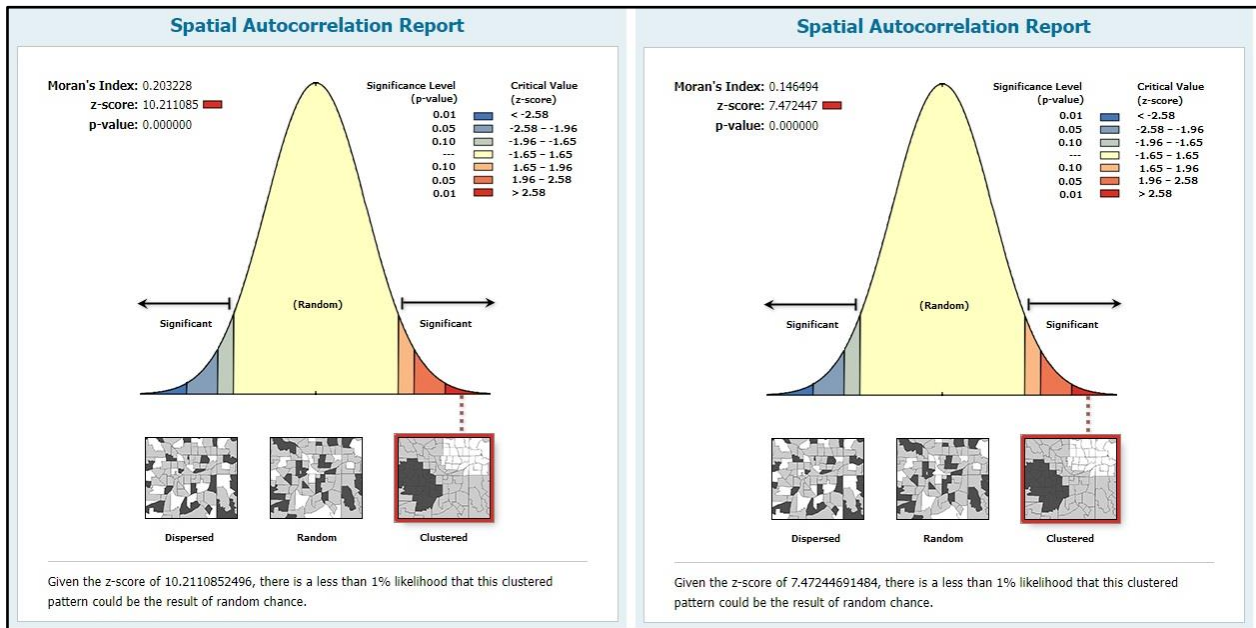 Spatial Autocorrelation Report
Moran's Index: 0.203228
z-score: 10.211085
p-value: 0.000000
Significance Level
(p-value)
Critical Value
(z-score)
0.01 < -2.58
0.05 -2.58 - -1.96
0.10 -1.96 - -1.65
--- -1.65 - 1.65
0.10 1.65 - 1.96
0.05 1.96 - 2.58
0.01 > 2.58
(Random)
Significant
Significant
Dispersed
Random
Clustered
Given the z-score of 10.2110852496, there is a less than 1% likelihood that this clustered
pattern could be the result of random chance.
Spatial Autocorrelation Report
Moran's Index: 0.146494
z-score: 7.472447
p-value: 0.000000
Significance Level
(p-value)
Critical Value
(z-score)
0.01 < -2.58
0.05 -2.58 - -1.96
0.10 -1.96 - -1.65
--- -1.65 - 1.65
0.10 1.65 - 1.96
0.05 1.96 - 2.58
0.01 > 2.58
(Random)
Significant
Significant
Dispersed
Random
Clustered
Given the z-score of 7.47244691484, there is a less than 1% likelihood that this clustered
pattern could be the result of random chance.